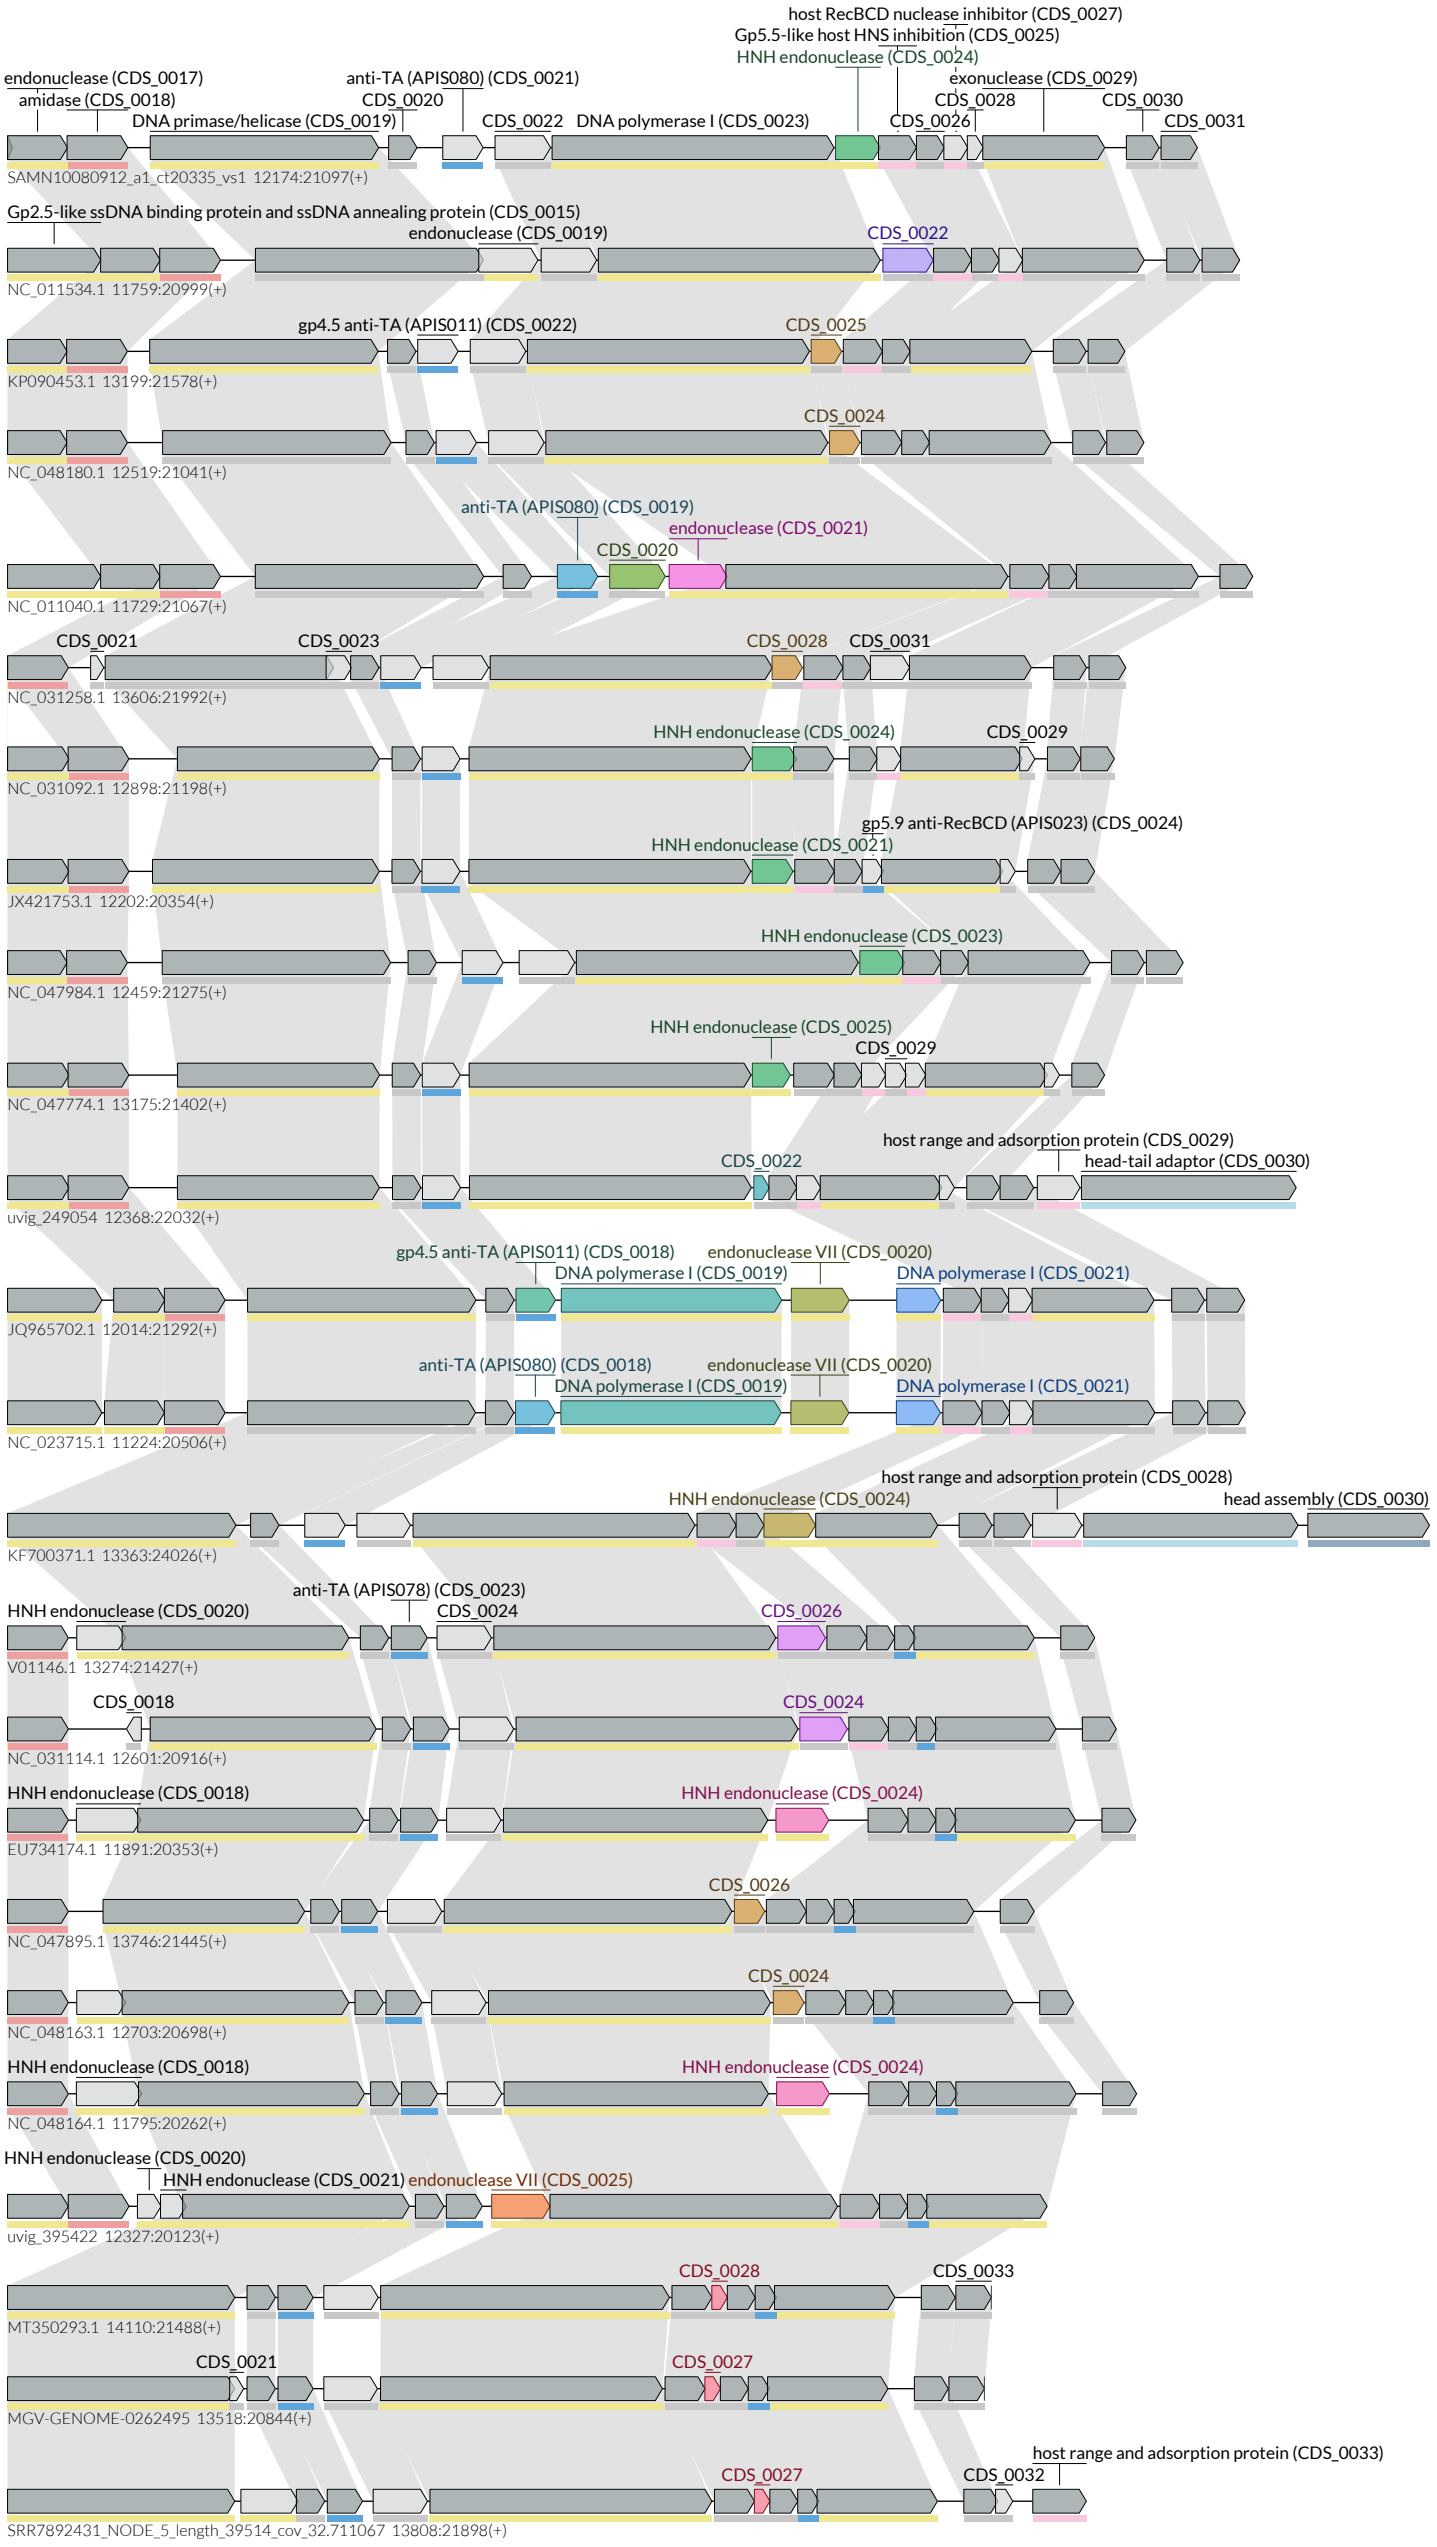 host RecBCD nuclease inhibitor (CDS_0027)
Gp5.5-like host HNS inhibition (CDS_0025)
HNH endonuclease (CDS_0024)
endonuclease (CDS_0017) anti-TA (APIS080) (CDS_0021) exonuclease (CDS_0029)
amidase (CDS_0018) CDS_0020 CDS_0028 CDS_0030
DNA primase/helicase (CDS_0019) CDS_0022 DNA polymerase I (CDS_0023) CDS_0026 CDS_0031
SAMN10080912_a1_ct20335_vs1 12174:21097(+)
Gp2.5-like ssDNA binding protein and ssDNA annealing protein (CDS_0015)
endonuclease (CDS_0019) CDS_0022
NC_011534.1 11759:20999(+)
gp4.5 anti-TA (APIS011) (CDS_0022) CDS_0025
KP090453.1 13199:21578(+)
CDS_0024
NC_048180.1 12519:21041(+)
anti-TA (APIS080) (CDS_0019)
endonuclease (CDS_0021)
CDS_0020
NC_011040.1 11729:21067(+)
CDS_0021 CDS_0023 CDS_0028 CDS_0031
NC_031258.1 13606:21992(+)
HNH endonuclease (CDS_0024) CDS_0029
NC_031092.1 12898:21198(+)
gp5.9 anti-RecBCD (APIS023) (CDS_0024)
HNH endonuclease (CDS_0021)
JX421753.1 12202:20354(+)
HNH endonuclease (CDS_0023)
NC_047984.1 12459:21275(+)
HNH endonuclease (CDS_0025)
CDS_0029
NC_047774.1 13175:21402(+)
host range and adsorption protein (CDS_0029)
CDS_0022 head-tail adaptor (CDS_0030)
uvig_249054 12368:22032(+)
gp4.5 anti-TA (APIS011) (CDS_0018) endonuclease VII (CDS_0020)
DNA polymerase I (CDS_0019) DNA polymerase I (CDS_0021)
JQ965702.1 12014:21292(+)
anti-TA (APIS080) (CDS_0018) endonuclease VII (CDS_0020)
DNA polymerase I (CDS_0019) DNA polymerase I (CDS_0021)
NC_023715.1 11224:20506(+)
host range and adsorption protein (CDS_0028)
HNH endonuclease (CDS_0024) head assembly (CDS_0030)
KF700371.1 13363:24026(+)
anti-TA (APIS078) (CDS_0023)
HNH endonuclease (CDS_0020) CDS_0024 CDS_0026
V01146.1 13274:21427(+)
CDS_0018 CDS_0024
NC_031114.1 12601:20916(+)
HNH endonuclease (CDS_0018) HNH endonuclease (CDS_0024)
EU734174.1 11891:20353(+)
CDS_0026
NC_047895.1 13746:21445(+)
CDS_0024
NC_048163.1 12703:20698(+)
HNH endonuclease (CDS_0018) HNH endonuclease (CDS_0024)
NC_048164.1 11795:20262(+)
HNH endonuclease (CDS_0020)
HNH endonuclease (CDS_0021) endonuclease VII (CDS_0025)
uvig_395422 12327:20123(+)
CDS_0028 CDS_0033
MT350293.1 14110:21488(+)
CDS_0021 CDS_0027
MGV-GENOME-0262495 13518:20844(+)
host range and adsorption protein (CDS_0033)
CDS_0027 CDS_0032
SRR7892431_NODE_5_length_39514_cov_32.711067 13808:21898(+)